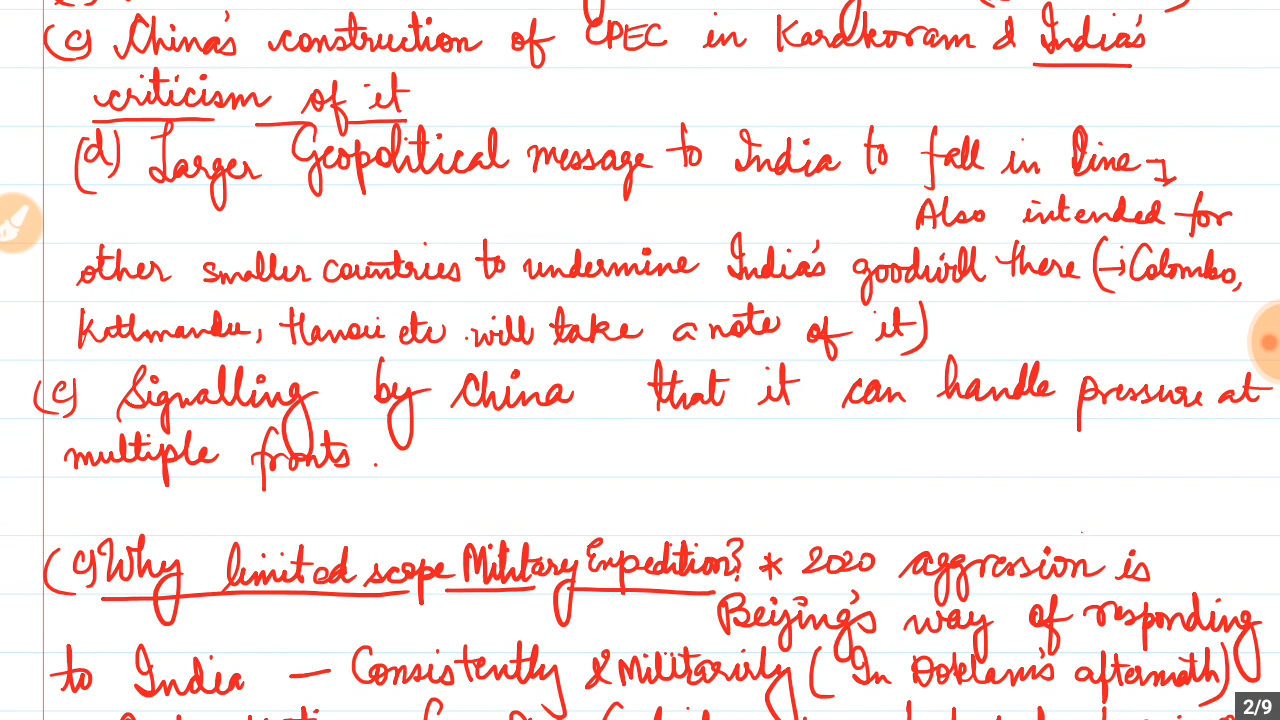 (c) China's construction of CPEC in Karakoram & India's
criticism of it
(d) Larger Geopolitical message to India to fall in line →
Also intended for
other smaller countries to undermine India's goodwill there (→ Colombo,
Kathmandu, Hanoi etc. will take a note of it)
(e) Signalling by China that it can handle pressure at
multiple fronts.
(c) Why limited scope Military Expedition? * 2020 aggression is
Beijing's way of responding
to India — Consistently & Militarily (In Doklam's aftermath)
2/9